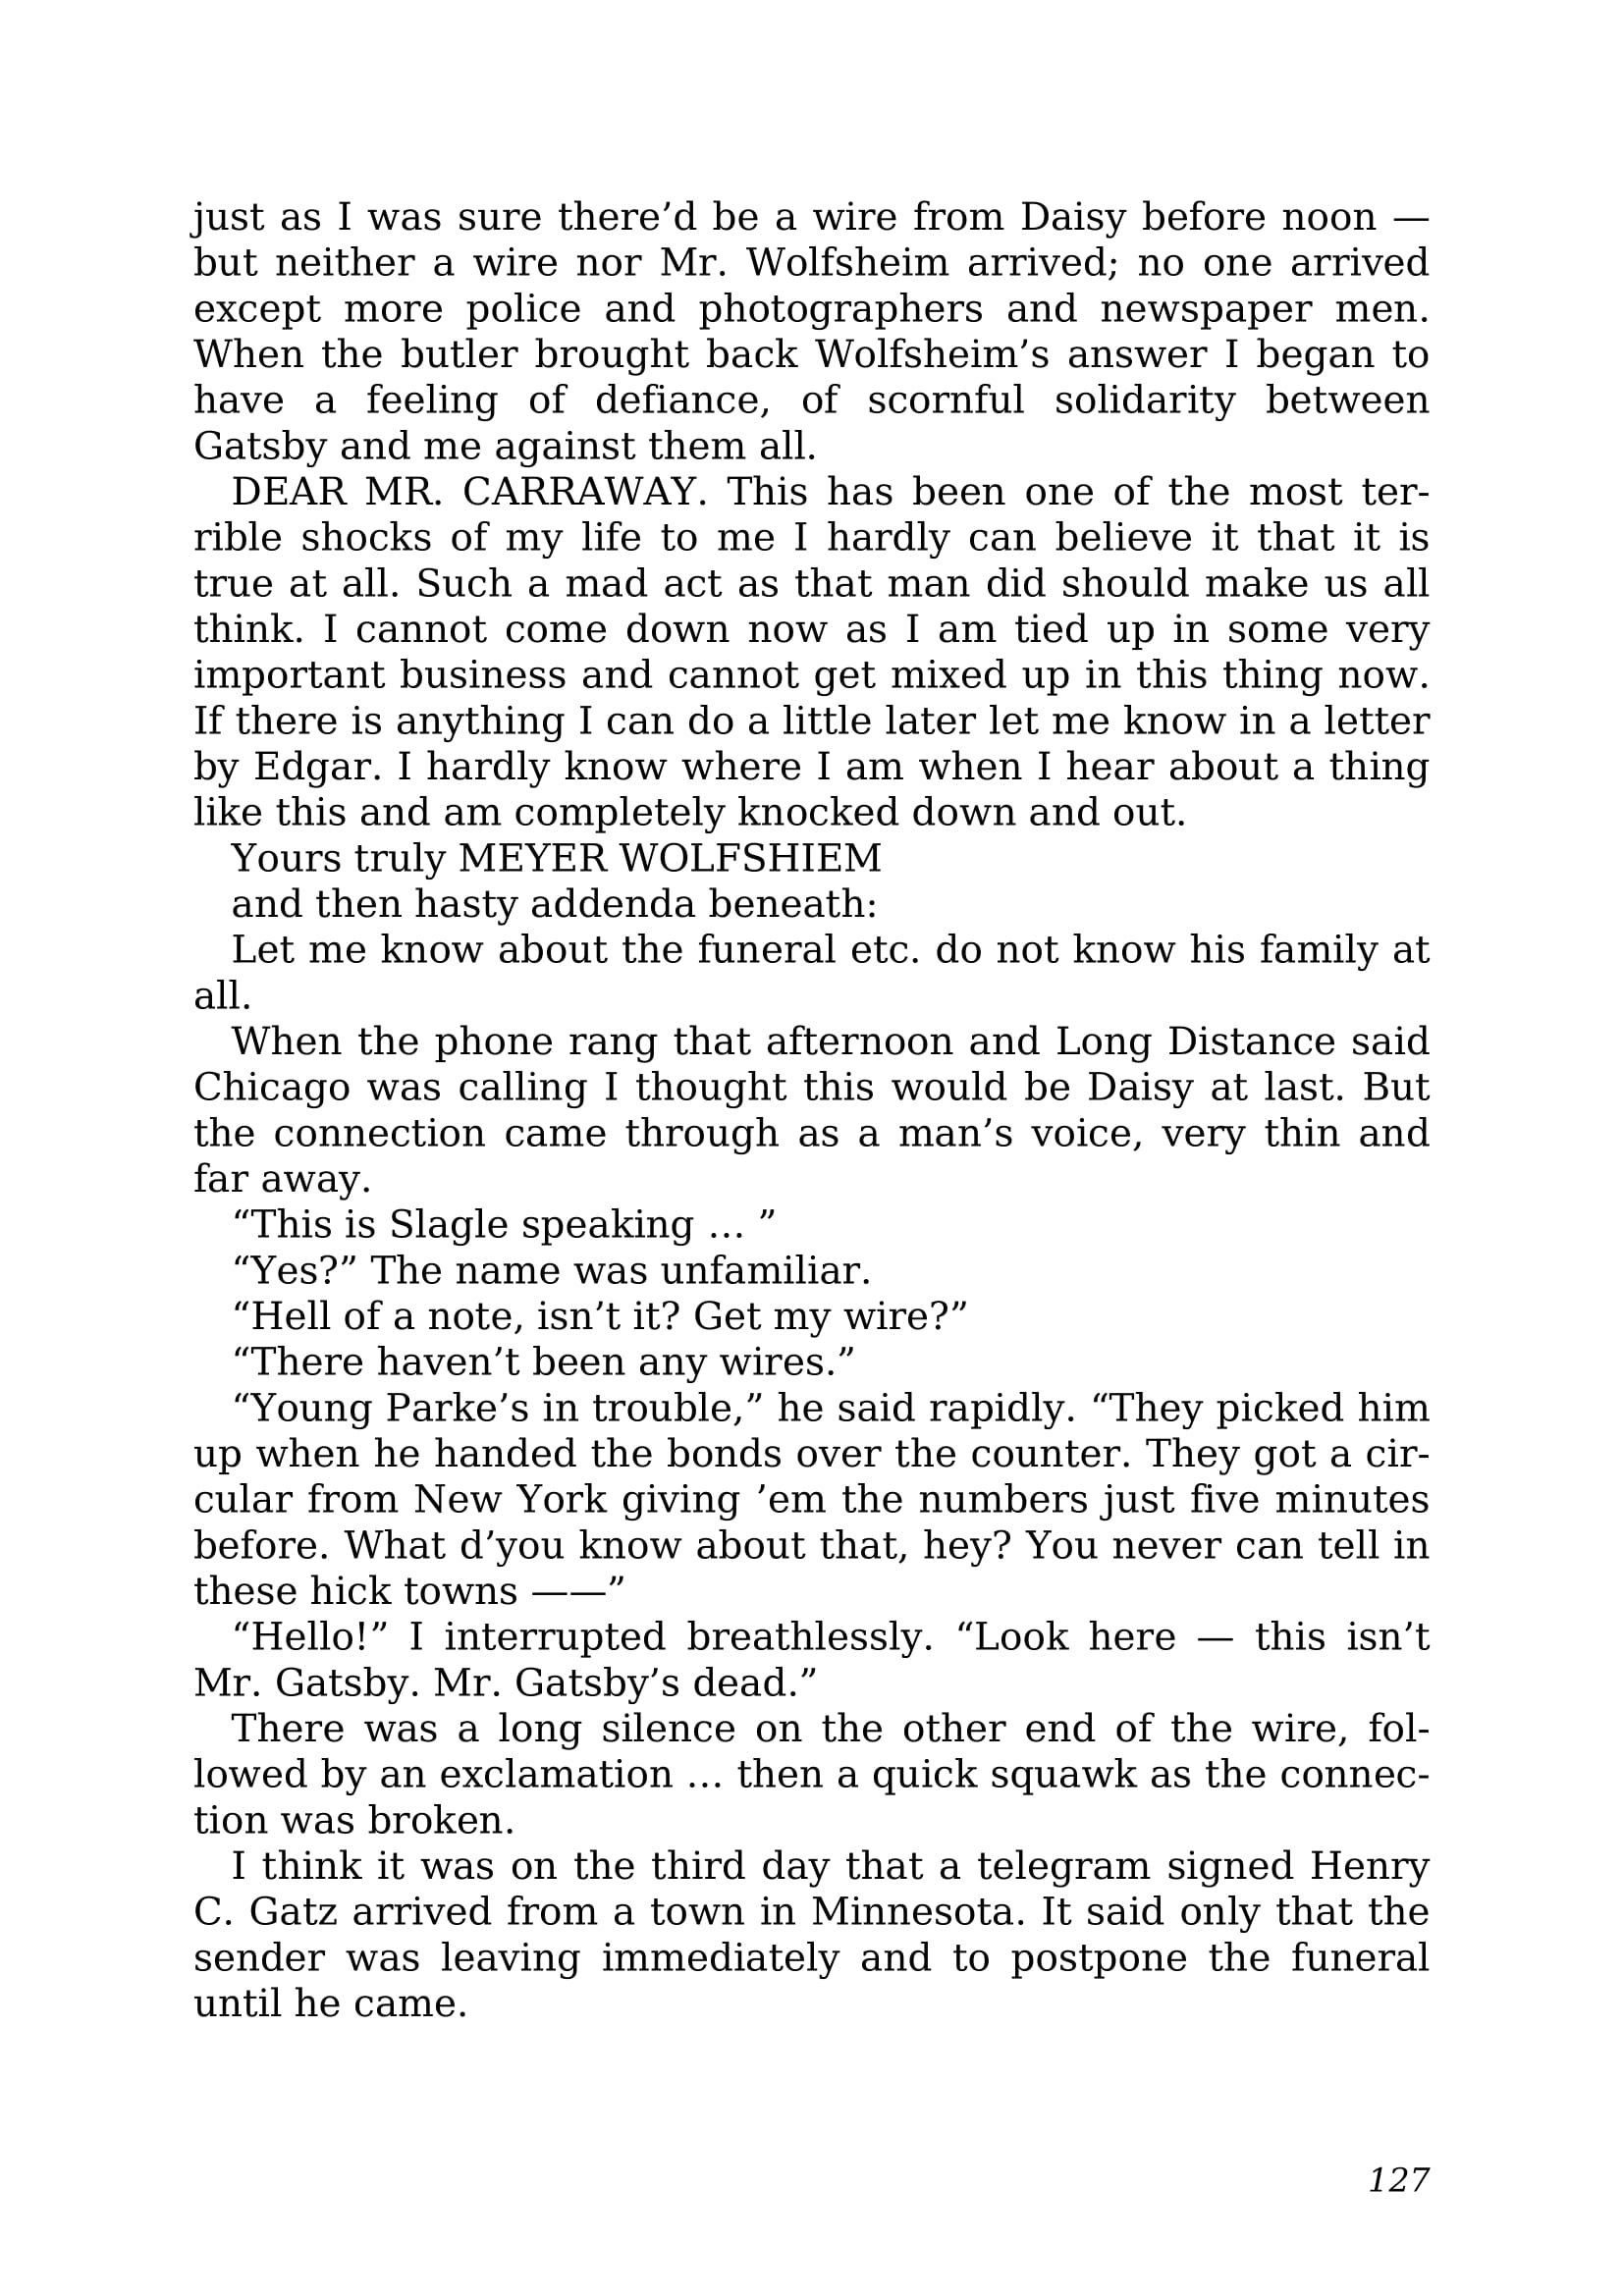 just as I was sure there’d be a wire from Daisy before noon —
but neither a wire nor Mr. Wolfsheim arrived; no one arrived
except more police and photographers and newspaper men.
When the butler brought back Wolfsheim’s answer I began to
have a feeling of defiance, of scornful solidarity between
Gatsby and me against them all.
DEAR MR. CARRAWAY. This has been one of the most ter-
rible shocks of my life to me I hardly can believe it that it is
true at all. Such a mad act as that man did should make us all
think. I cannot come down now as I am tied up in some very
important business and cannot get mixed up in this thing now.
If there is anything I can do a little later let me know in a letter
by Edgar. I hardly know where I am when I hear about a thing
like this and am completely knocked down and out.
Yours truly MEYER WOLFSHIEM
and then hasty addenda beneath:
Let me know about the funeral etc. do not know his family at
all.
When the phone rang that afternoon and Long Distance said
Chicago was calling I thought this would be Daisy at last. But
the connection came through as a man’s voice, very thin and
far away.
“This is Slagle speaking … ”
“Yes?” The name was unfamiliar.
“Hell of a note, isn’t it? Get my wire?”
“There haven’t been any wires.”
“Young Parke’s in trouble,” he said rapidly. “They picked him
up when he handed the bonds over the counter. They got a cir-
cular from New York giving ’em the numbers just five minutes
before. What d’you know about that, hey? You never can tell in
these hick towns ——”
“Hello!” I interrupted breathlessly. “Look here — this isn’t
Mr. Gatsby. Mr. Gatsby’s dead.”
There was a long silence on the other end of the wire, fol-
lowed by an exclamation … then a quick squawk as the connec-
tion was broken.
I think it was on the third day that a telegram signed Henry
C. Gatz arrived from a town in Minnesota. It said only that the
sender was leaving immediately and to postpone the funeral
until he came.
127